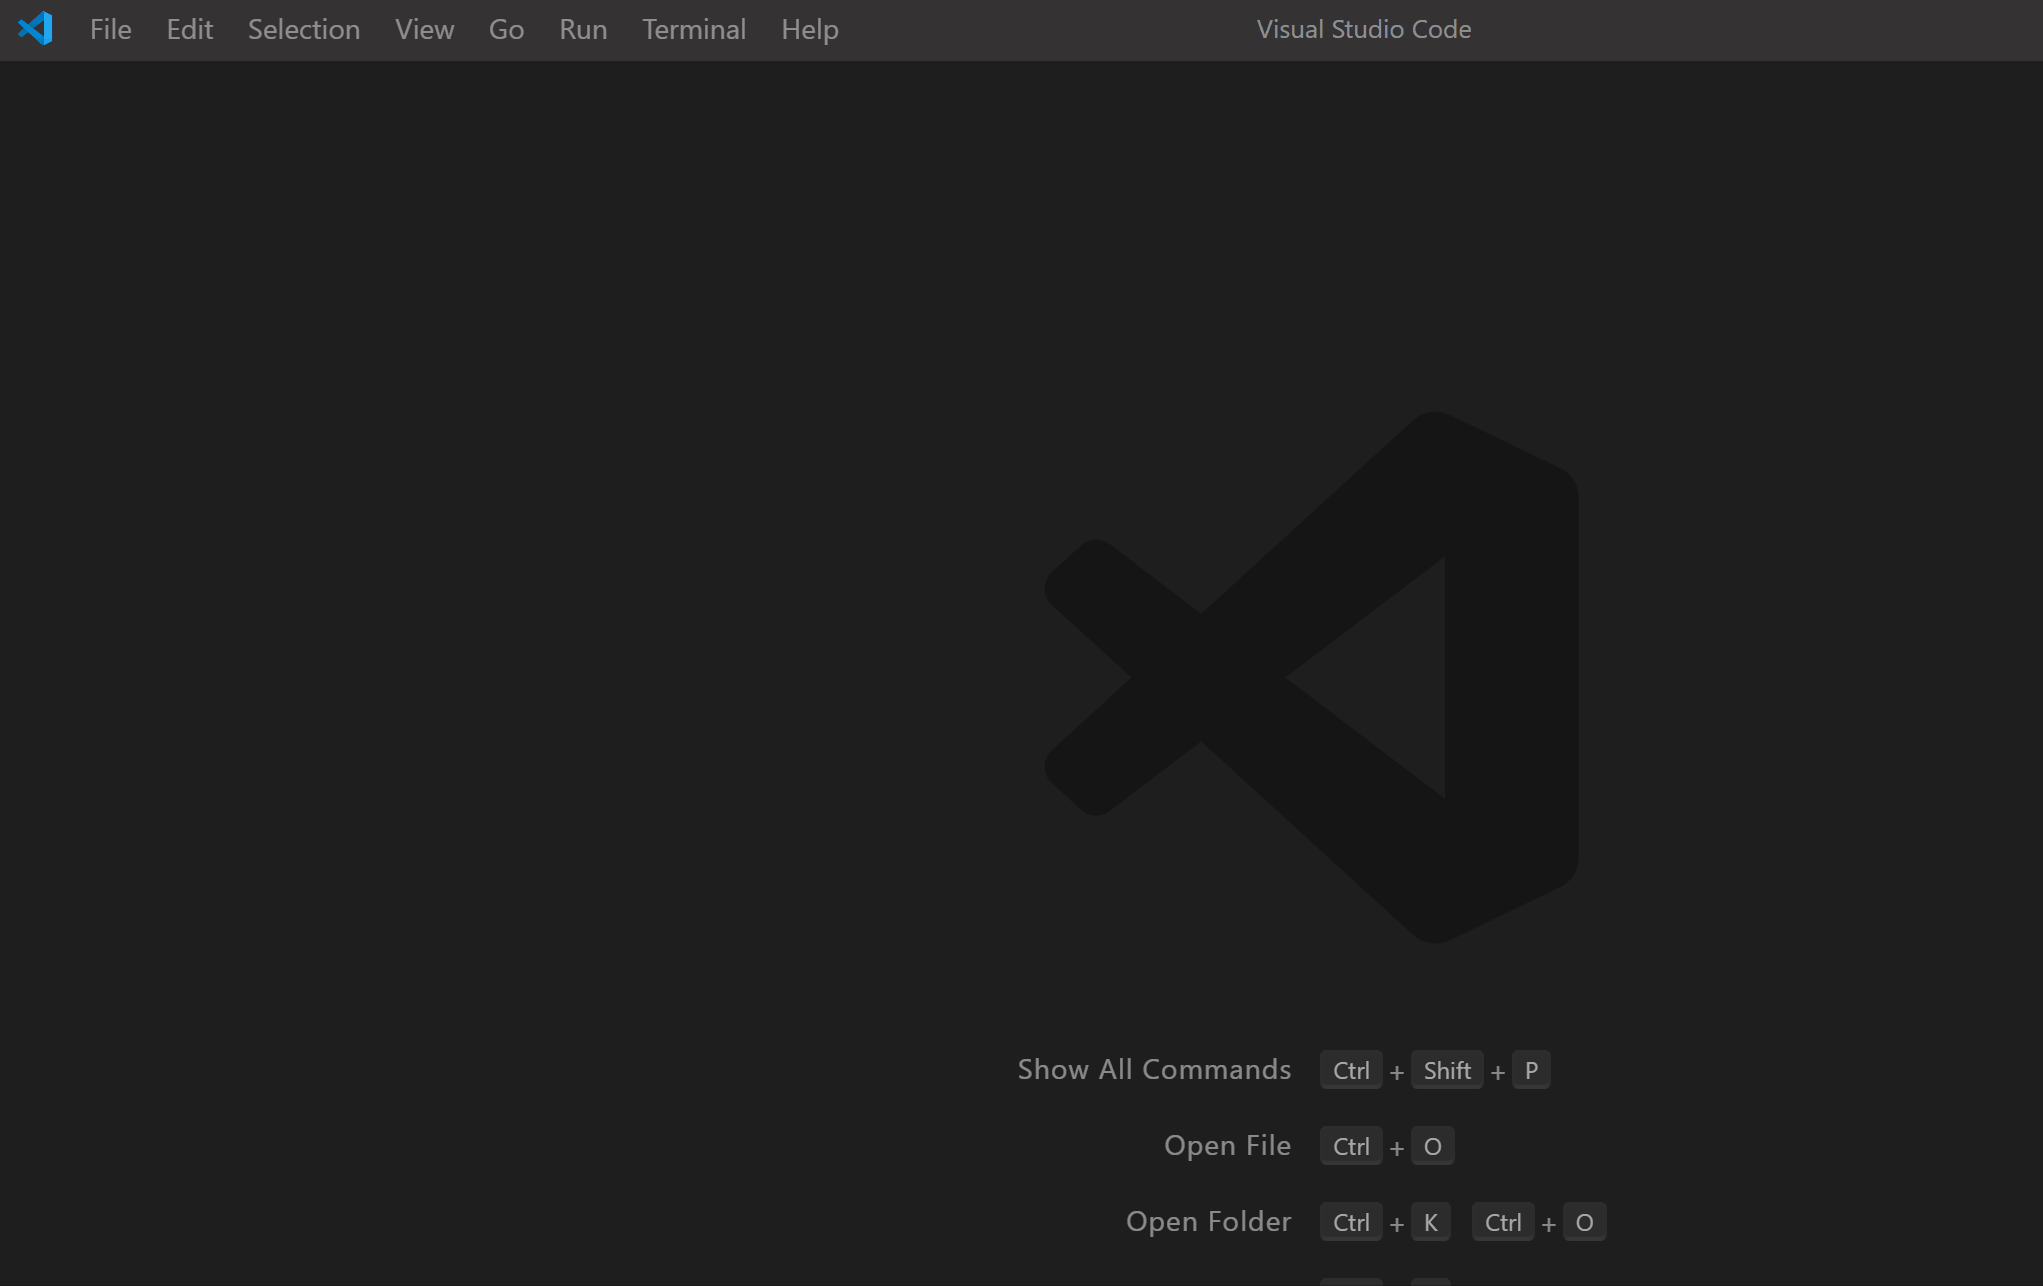 File Edit Selection View Go Run Terminal Help Visual Studio Code
Show All Commands Ctrl + Shift + P
Open File Ctrl + O
Open Folder Ctrl + K Ctrl + O